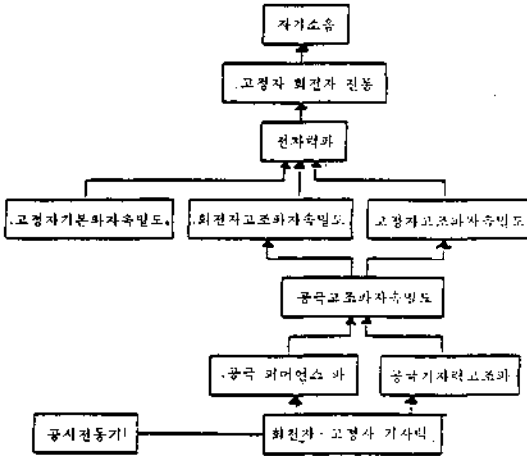 자기소음
고정자 회전자 진동
전자력파
고정자기본파자속밀도
회전자고조파자속밀도
고정자고조파자속밀도
공극고조파자속밀도
공극 퍼머언스 파
공극기자력고조파
공시전동기
회전자·고정자 기자력